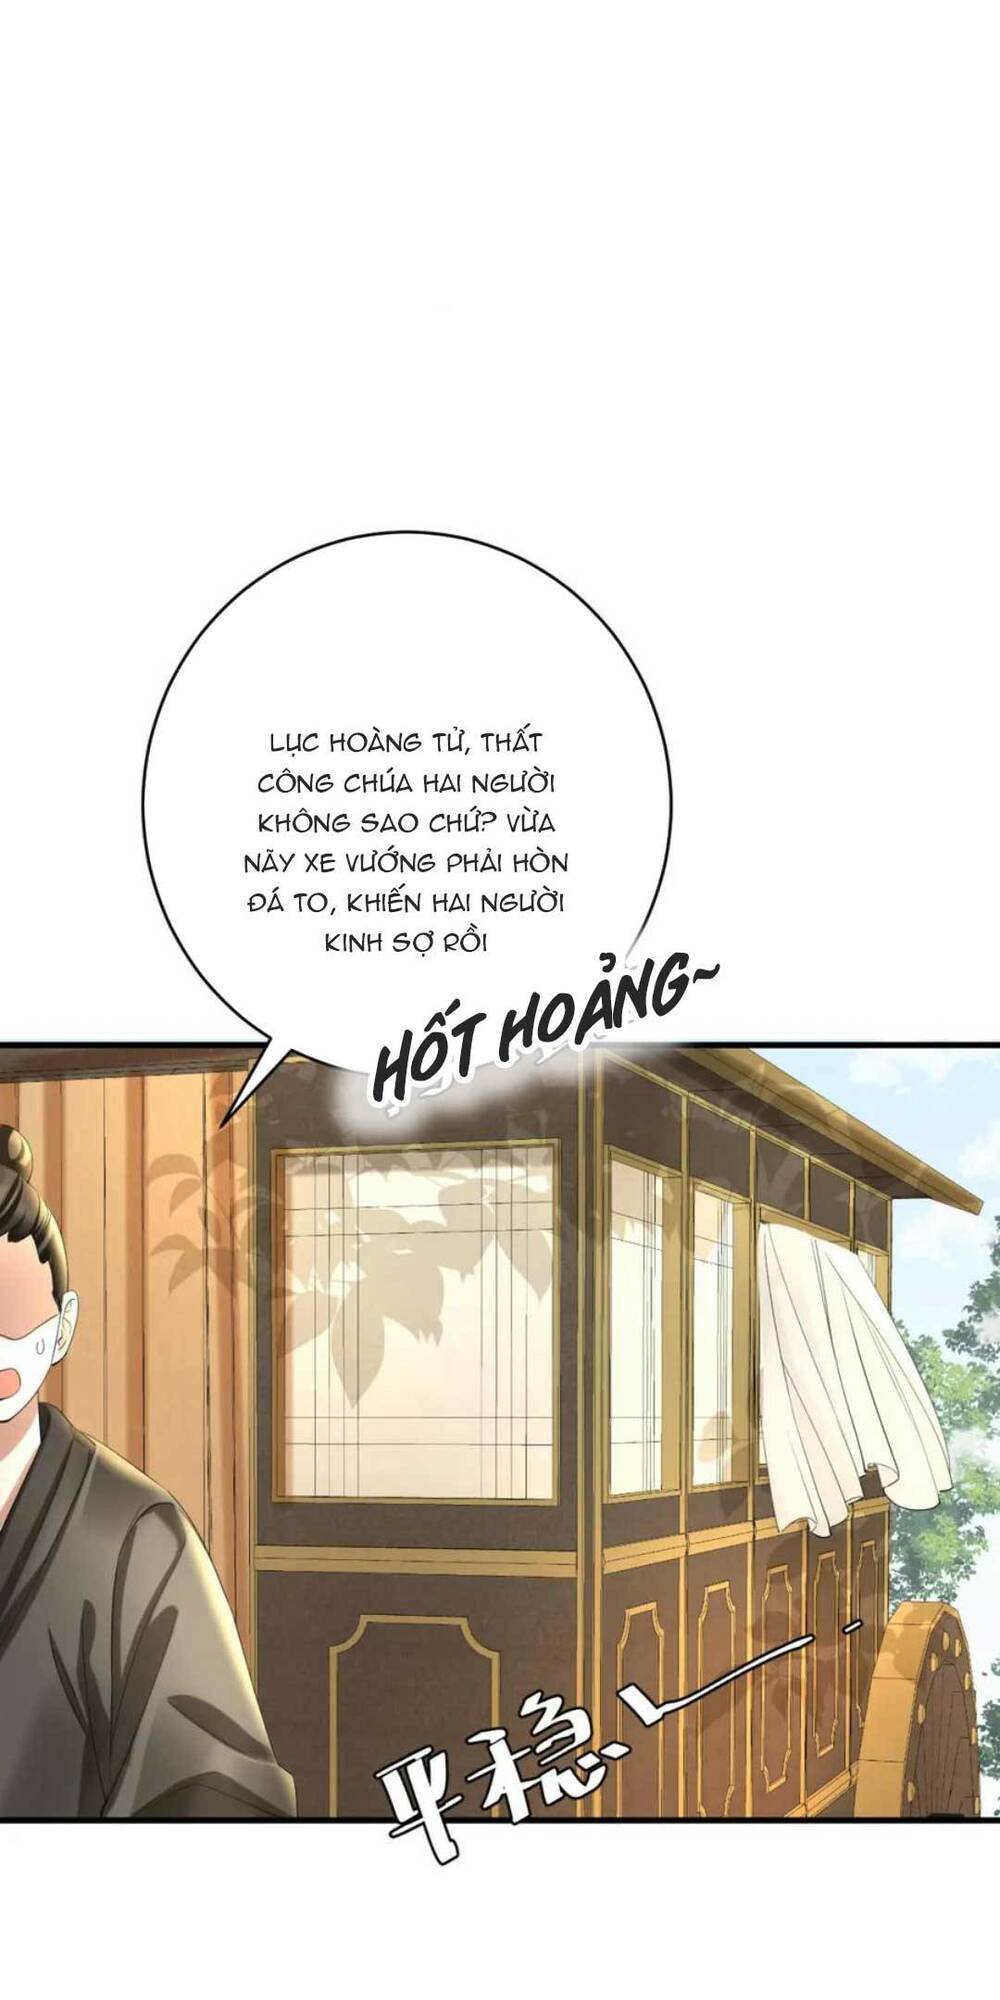 LỤC HOÀNG TỬ, THẤT
CÔNG CHÚA HAI NGƯỜI
KHÔNG SAO CHỨ? VỪA
NÃY XE VƯỚNG PHẢI HÒN
ĐÁ TO, KHIẾN HAI NGƯỜI
KINH SỢ RỒI
HỐT HOẢNG~
平稳